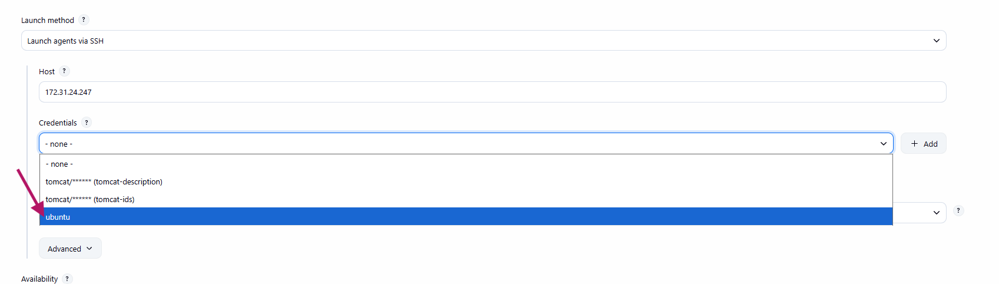 Launch method ?
Launch agents via SSH
Host ?
172.31.24.247
Credentials ?
- none -
+ Add
- none -
tomcat/****** (tomcat-description)
tomcat/****** (tomcat-ids)
ubuntu
?
Advanced
Availability ?